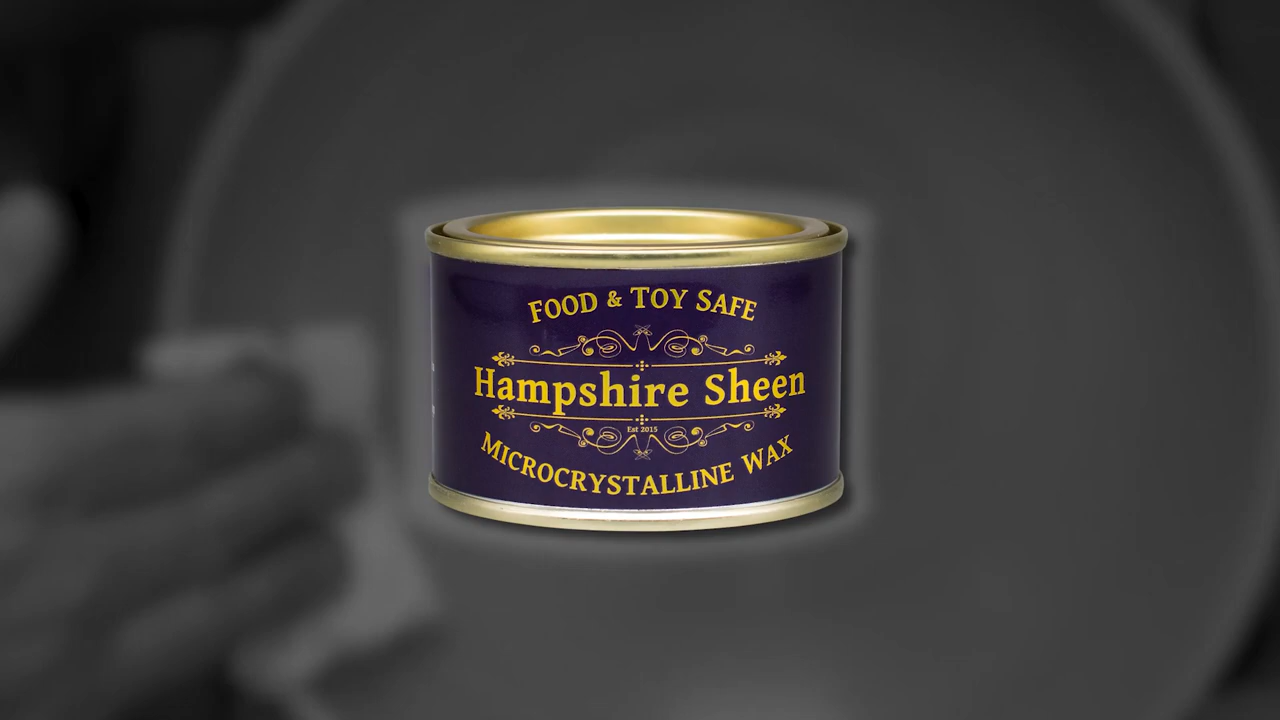 FOOD & TOY SAFE
Hampshire Sheen
Est 2015
MICROCRYSTALLINE WAX